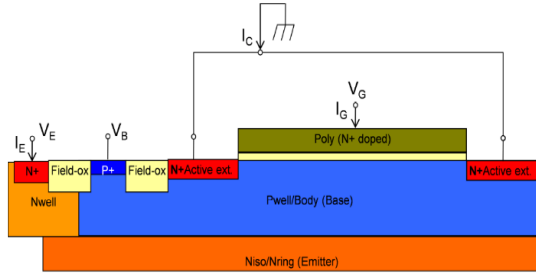 I_C
V_G
I_G
V_E
I_E
V_B
Poly (N+ doped)
N+ Field-ox P+ Field-ox N+Active ext. N+Active ext.
Nwell
Pwell/Body (Base)
Niso/Nring (Emitter)